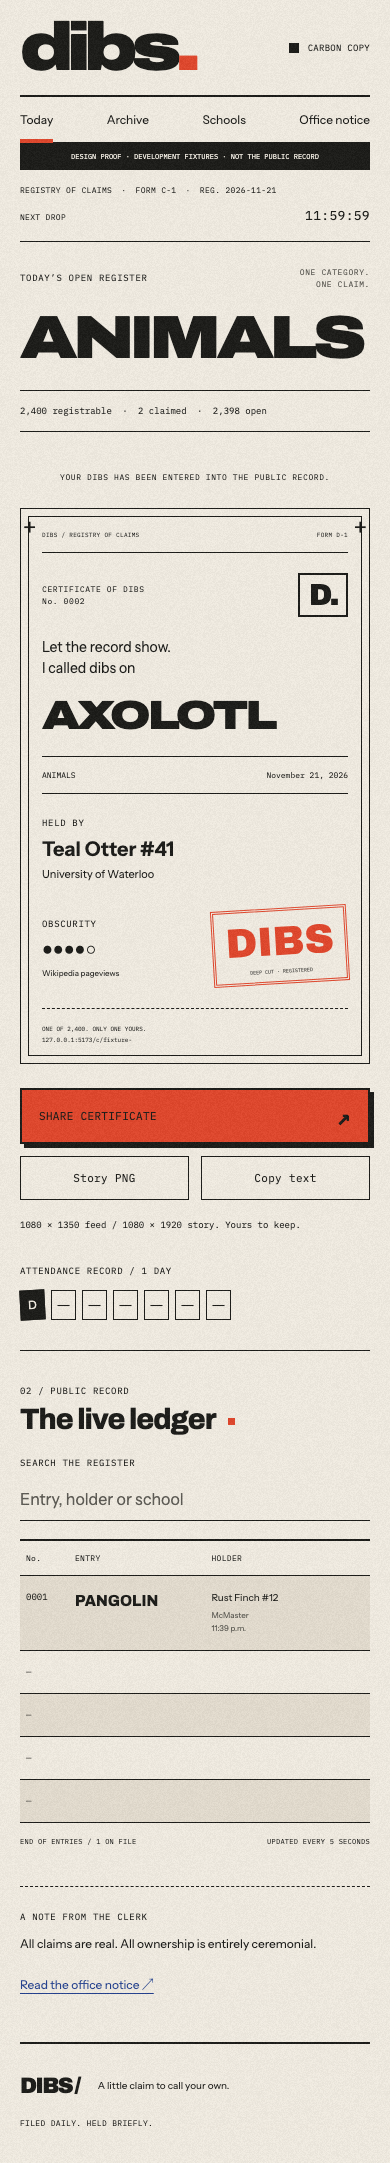 dibs.
CARBON COPY
Today Archive Schools Office notice
DESIGN PROOF · DEVELOPMENT FIXTURES · NOT THE PUBLIC RECORD
REGISTRY OF CLAIMS · FORM C-1 · REG. 2026-11-21
NEXT DROP 11:59:59
TODAY'S OPEN REGISTER
ONE CATEGORY.
ONE CLAIM.
ANIMALS
2,400 registrable · 2 claimed · 2,398 open
YOUR DIBS HAS BEEN ENTERED INTO THE PUBLIC RECORD.
DIBS / REGISTRY OF CLAIMS FORM D-1
CERTIFICATE OF DIBS
No. 0002
D.
Let the record show.
I called dibs on
AXOLOTL
ANIMALS November 21, 2026
HELD BY
Teal Otter #41
University of Waterloo
OBSCURITY
Wikipedia pageviews
DIBS
DEEP CUT · REGISTERED
ONE OF 2,400. ONLY ONE YOURS.
127.0.0.1:5173/c/fixture-
SHARE CERTIFICATE ↗
Story PNG Copy text
1080 × 1350 feed / 1080 × 1920 story. Yours to keep.
ATTENDANCE RECORD / 1 DAY
D — — — — — —
02 / PUBLIC RECORD
The live ledger
SEARCH THE REGISTER
Entry, holder or school
No. ENTRY HOLDER
0001 PANGOLIN Rust Finch #12
McMaster
11:39 p.m.
—
—
—
—
END OF ENTRIES / 1 ON FILE UPDATED EVERY 5 SECONDS
A NOTE FROM THE CLERK
All claims are real. All ownership is entirely ceremonial.
Read the office notice ↗
DIBS/ A little claim to call your own.
FILED DAILY. HELD BRIEFLY.